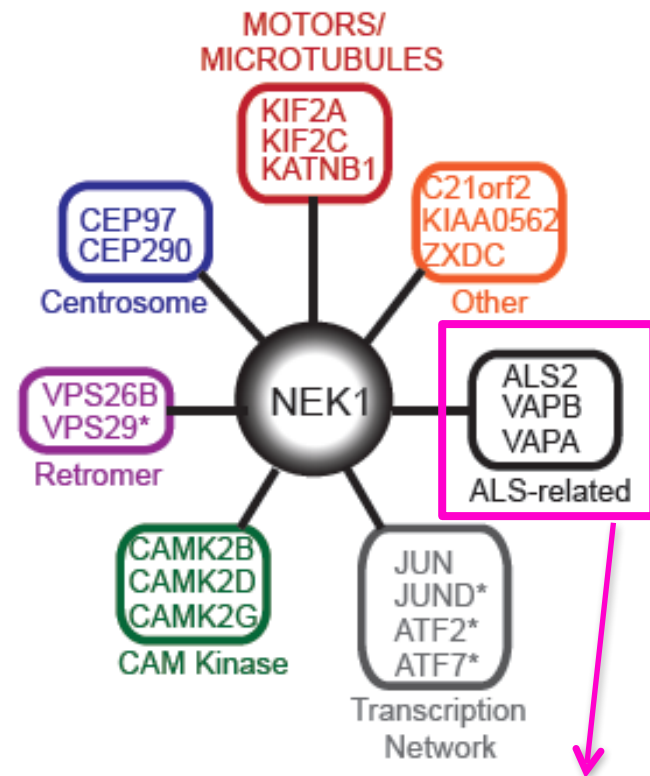 MOTORS/
MICROTUBULES
KIF2A
KIF2C
KATNB1
C21orf2
KIAA0562
ZXDC
Other
CEP97
CEP290
Centrosome
NEK1
ALS2
VAPB
VAPA
ALS-related
VPS26B
VPS29*
Retromer
CAMK2B
CAMK2D
CAMK2G
CAM Kinase
JUN
JUND*
ATF2*
ATF7*
Transcription
Network